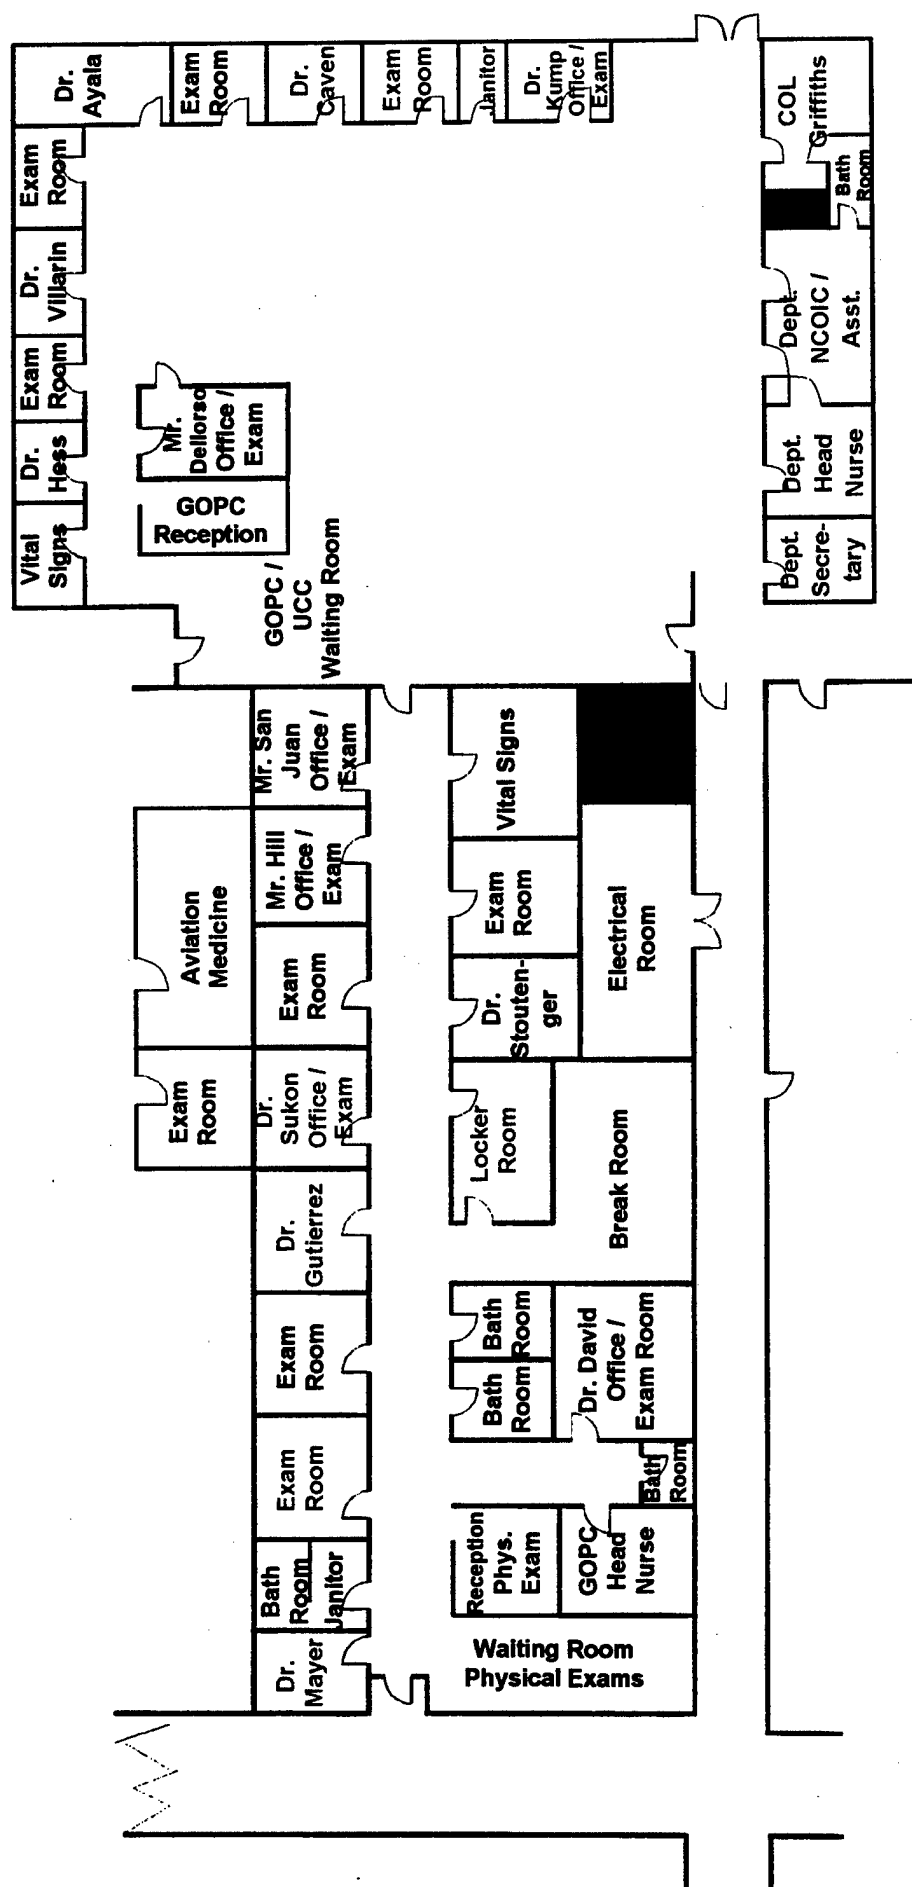 Dr.
Ayala
Exam
Room
Dr.
Caven
Exam
Room
Janitor
Dr.
Kump
Office /
Exam
COL
Griffiths
Bath
Room
Exam
Room
Dr.
Villarin
Exam
Room
Dr.
Hess
Vital
Signs
Mr.
Dellorso
Office /
Exam
GOPC
Reception
GOPC /
UCC
Waiting Room
Dept.
NCOIC /
Asst.
Dept.
Head
Nurse
Dept.
Secre-
tary
Mr. San
Juan
Office /
Exam
Vital Signs
Aviation
Medicine
Mr. Hill
Office /
Exam
Exam
Room
Electrical
Room
Exam
Room
Dr.
Stouten-
ger
Exam
Room
Dr.
Sukon
Office /
Exam
Locker
Room
Break Room
Dr.
Gutierrez
Exam
Room
Bath
Room
Bath
Room
Dr. David
Office /
Exam Room
Exam
Room
Bath
Room
Bath
Room
Janitor
Reception
Phys.
Exam
GOPC
Head
Nurse
Dr.
Mayer
Waiting Room
Physical Exams